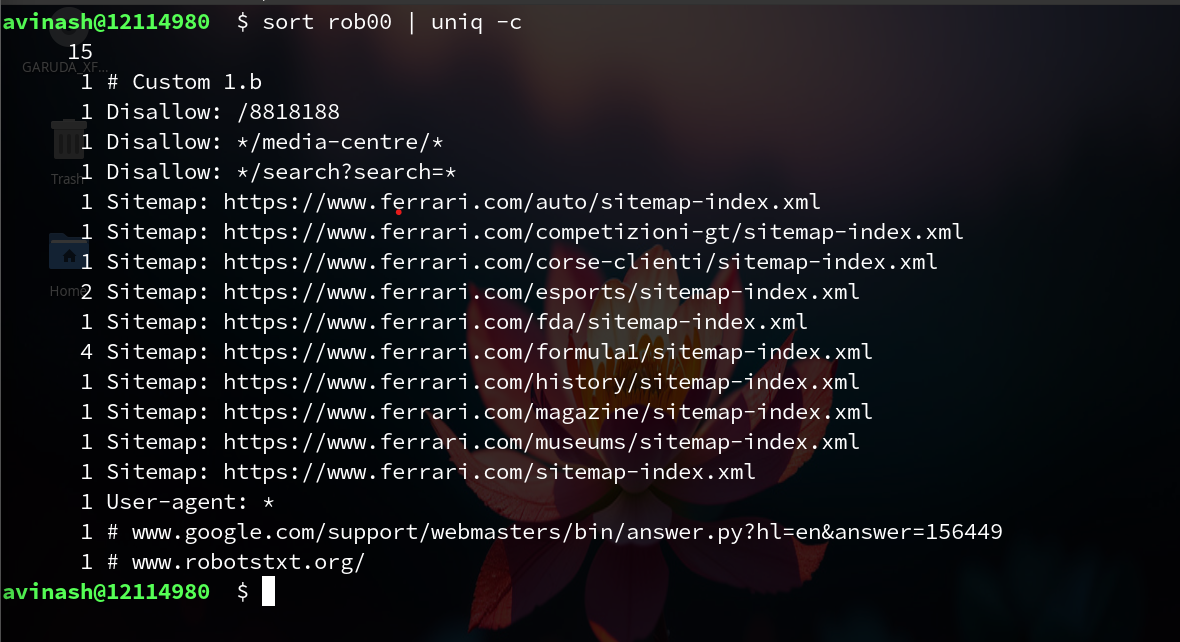 avinash@12114980 $ sort rob00 | uniq -c
15
GARUDA_XF...
1 # Custom 1.b
1 Disallow: /8818188
1 Disallow: */media-centre/*
1 Disallow: */search?search=*
Trash
1 Sitemap: https://www.ferrari.com/auto/sitemap-index.xml
1 Sitemap: https://www.ferrari.com/competizioni-gt/sitemap-index.xml
1 Sitemap: https://www.ferrari.com/corse-clienti/sitemap-index.xml
2 Sitemap: https://www.ferrari.com/esports/sitemap-index.xml
Home
1 Sitemap: https://www.ferrari.com/fda/sitemap-index.xml
4 Sitemap: https://www.ferrari.com/formula1/sitemap-index.xml
1 Sitemap: https://www.ferrari.com/history/sitemap-index.xml
1 Sitemap: https://www.ferrari.com/magazine/sitemap-index.xml
1 Sitemap: https://www.ferrari.com/museums/sitemap-index.xml
1 Sitemap: https://www.ferrari.com/sitemap-index.xml
1 User-agent: *
1 # www.google.com/support/webmasters/bin/answer.py?hl=en&answer=156449
1 # www.robotstxt.org/
avinash@12114980 $